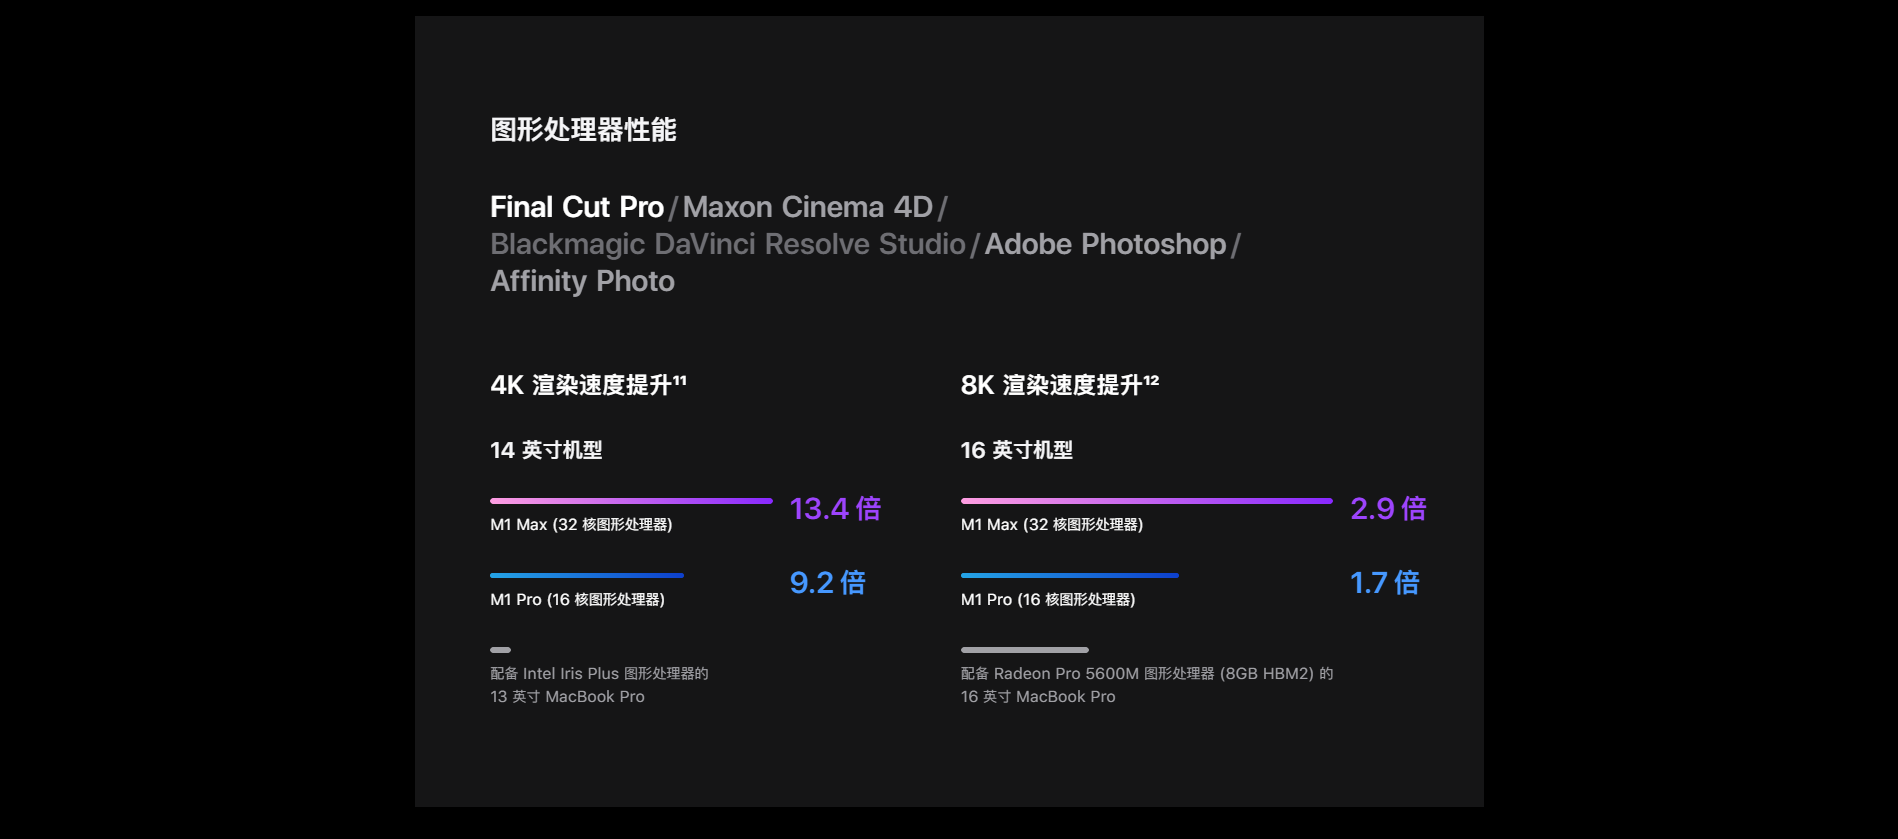 图形处理器性能
Final Cut Pro / Maxon Cinema 4D /
Blackmagic DaVinci Resolve Studio / Adobe Photoshop /
Affinity Photo
4K 渲染速度提升¹¹
14 英寸机型
13.4 倍
M1 Max (32 核图形处理器)
9.2 倍
M1 Pro (16 核图形处理器)
配备 Intel Iris Plus 图形处理器的
13 英寸 MacBook Pro
8K 渲染速度提升¹²
16 英寸机型
2.9 倍
M1 Max (32 核图形处理器)
1.7 倍
M1 Pro (16 核图形处理器)
配备 Radeon Pro 5600M 图形处理器 (8GB HBM2) 的
16 英寸 MacBook Pro